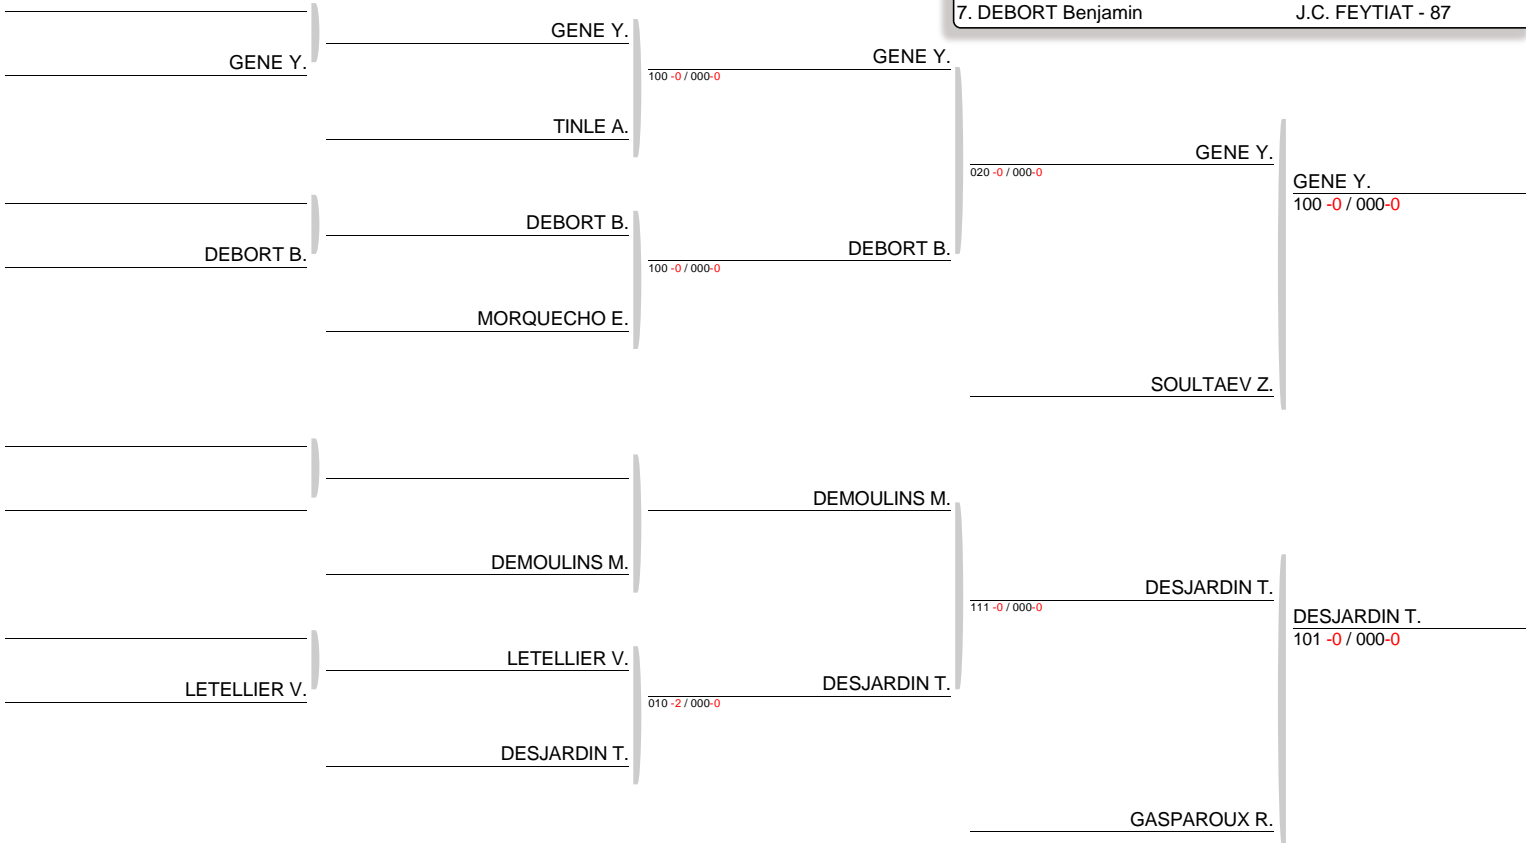 7. DEBORT Benjamin J.C. FEYTIAT - 87
GENE Y.
GENE Y.
GENE Y.
100 -0 / 000-0
TINLE A.
GENE Y.
020 -0 / 000-0
GENE Y.
100 -0 / 000-0
DEBORT B.
DEBORT B.
DEBORT B.
100 -0 / 000-0
MORQUECHO E.
SOULTAEV Z.
DEMOULINS M.
DEMOULINS M.
DESJARDIN T.
111 -0 / 000-0
DESJARDIN T.
101 -0 / 000-0
LETELLIER V.
LETELLIER V.
DESJARDIN T.
010 -2 / 000-0
DESJARDIN T.
GASPAROUX R.